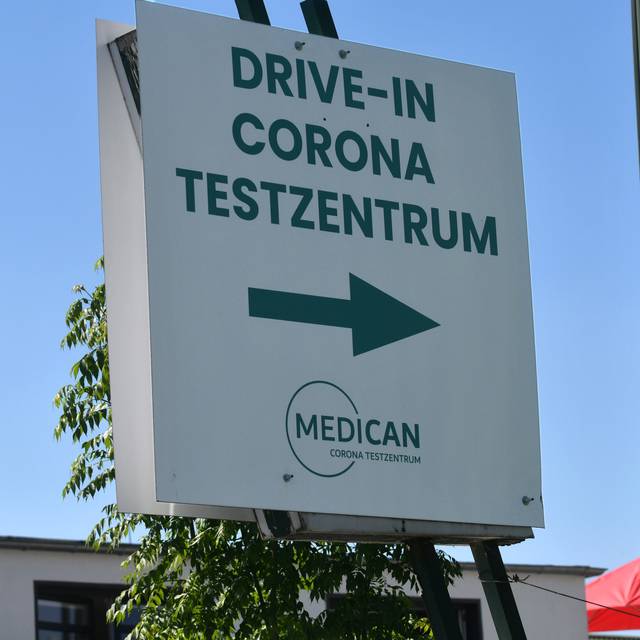 DRIVE-IN
CORONA
TESTZENTRUM
MEDICAN
CORONA TESTZENTRUM